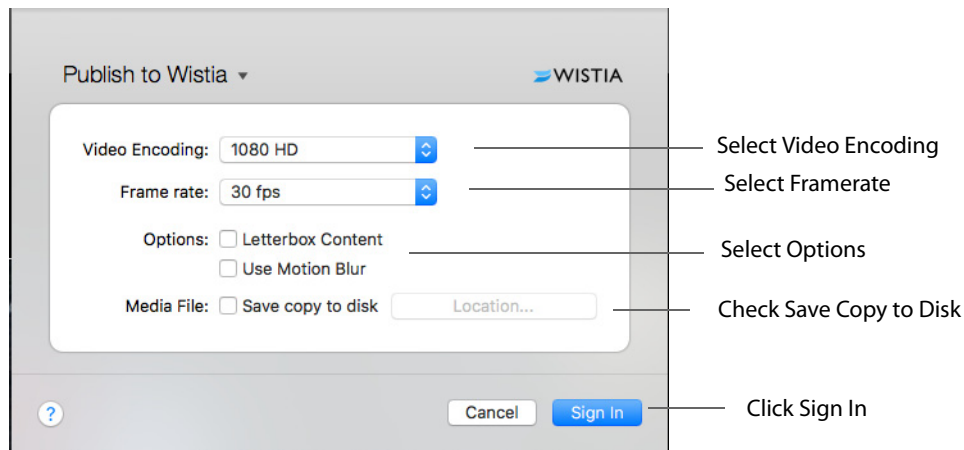 Publish to Wistia
WISTIA
Video Encoding: 1080 HD
Select Video Encoding
Frame rate: 30 fps
Select Framerate
Options: Letterbox Content
Select Options
Use Motion Blur
Media File: Save copy to disk Location...
Check Save Copy to Disk
? Cancel Sign In
Click Sign In